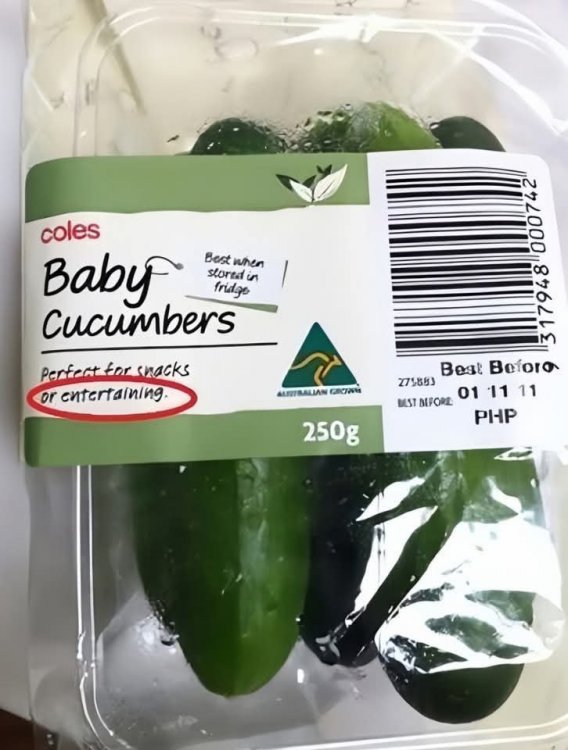 coles
Baby
Cucumbers
Best when
stored in
fridge
Perfect for snacks
or entertaining.
AUSTRALIAN GROWN
250g
317948 000742
275883
Best Before
BEST BEFORE
01 11 11
PHP